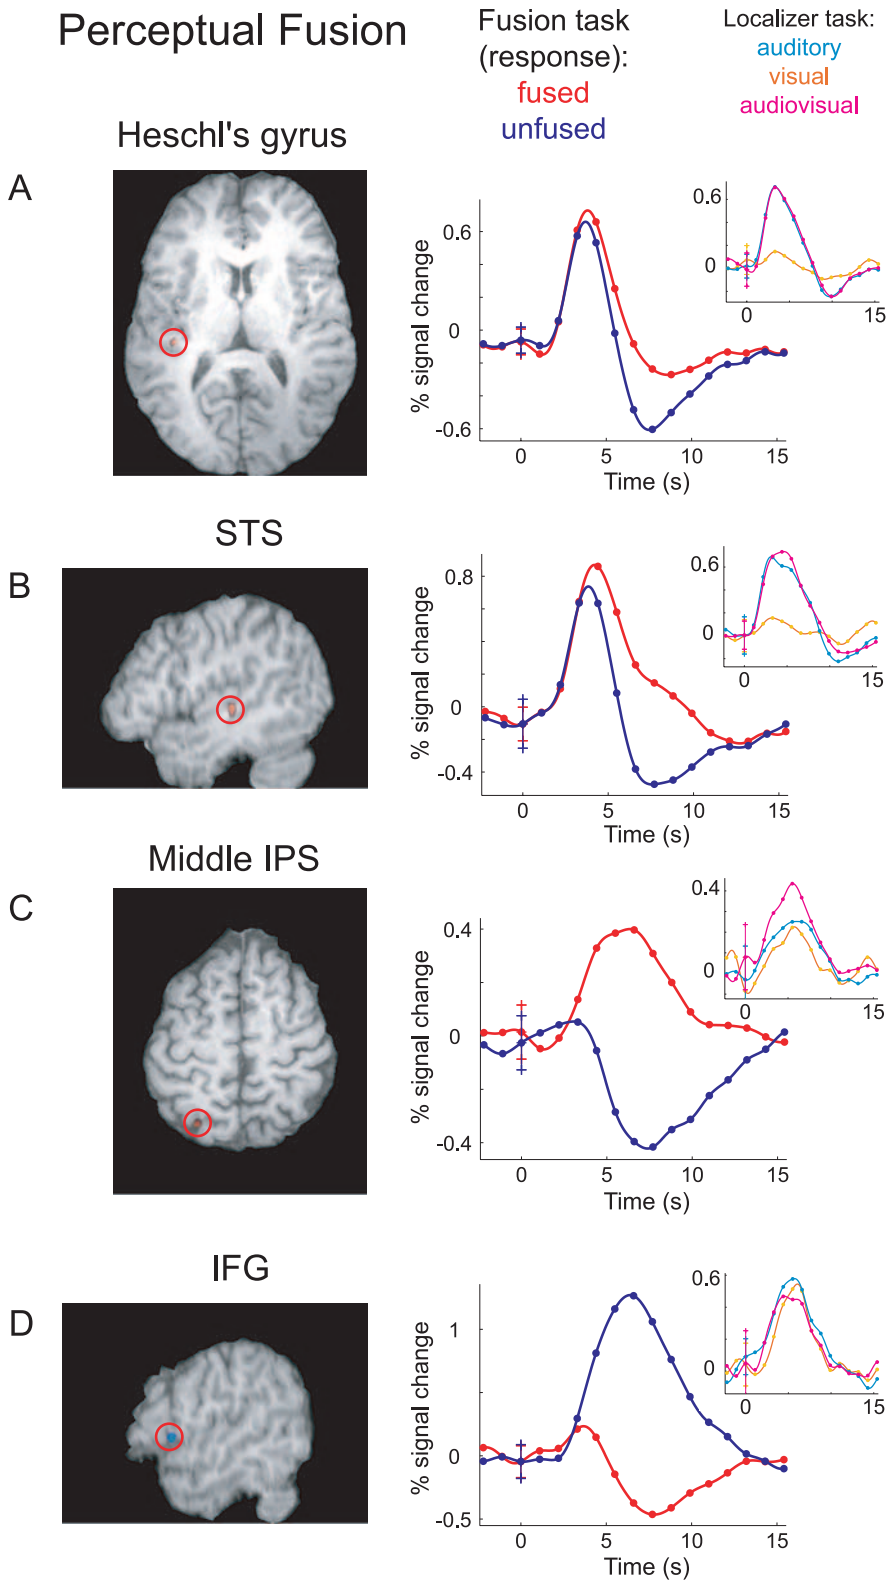 Perceptual Fusion
Fusion task
(response):
fused
unfused
Localizer task:
auditory
visual
audiovisual
Heschl's gyrus
A
% signal change
0.6
0
-0.6
0
5
10
15
Time (s)
0.6
0
0
15
STS
B
% signal change
0.8
0
-0.4
0
5
10
15
Time (s)
0.6
0
0
15
Middle IPS
C
% signal change
0.4
0
-0.4
0
5
10
15
Time (s)
0.4
0
0
15
IFG
D
% signal change
1
0
-0.5
0
5
10
15
Time (s)
0.6
0
0
15